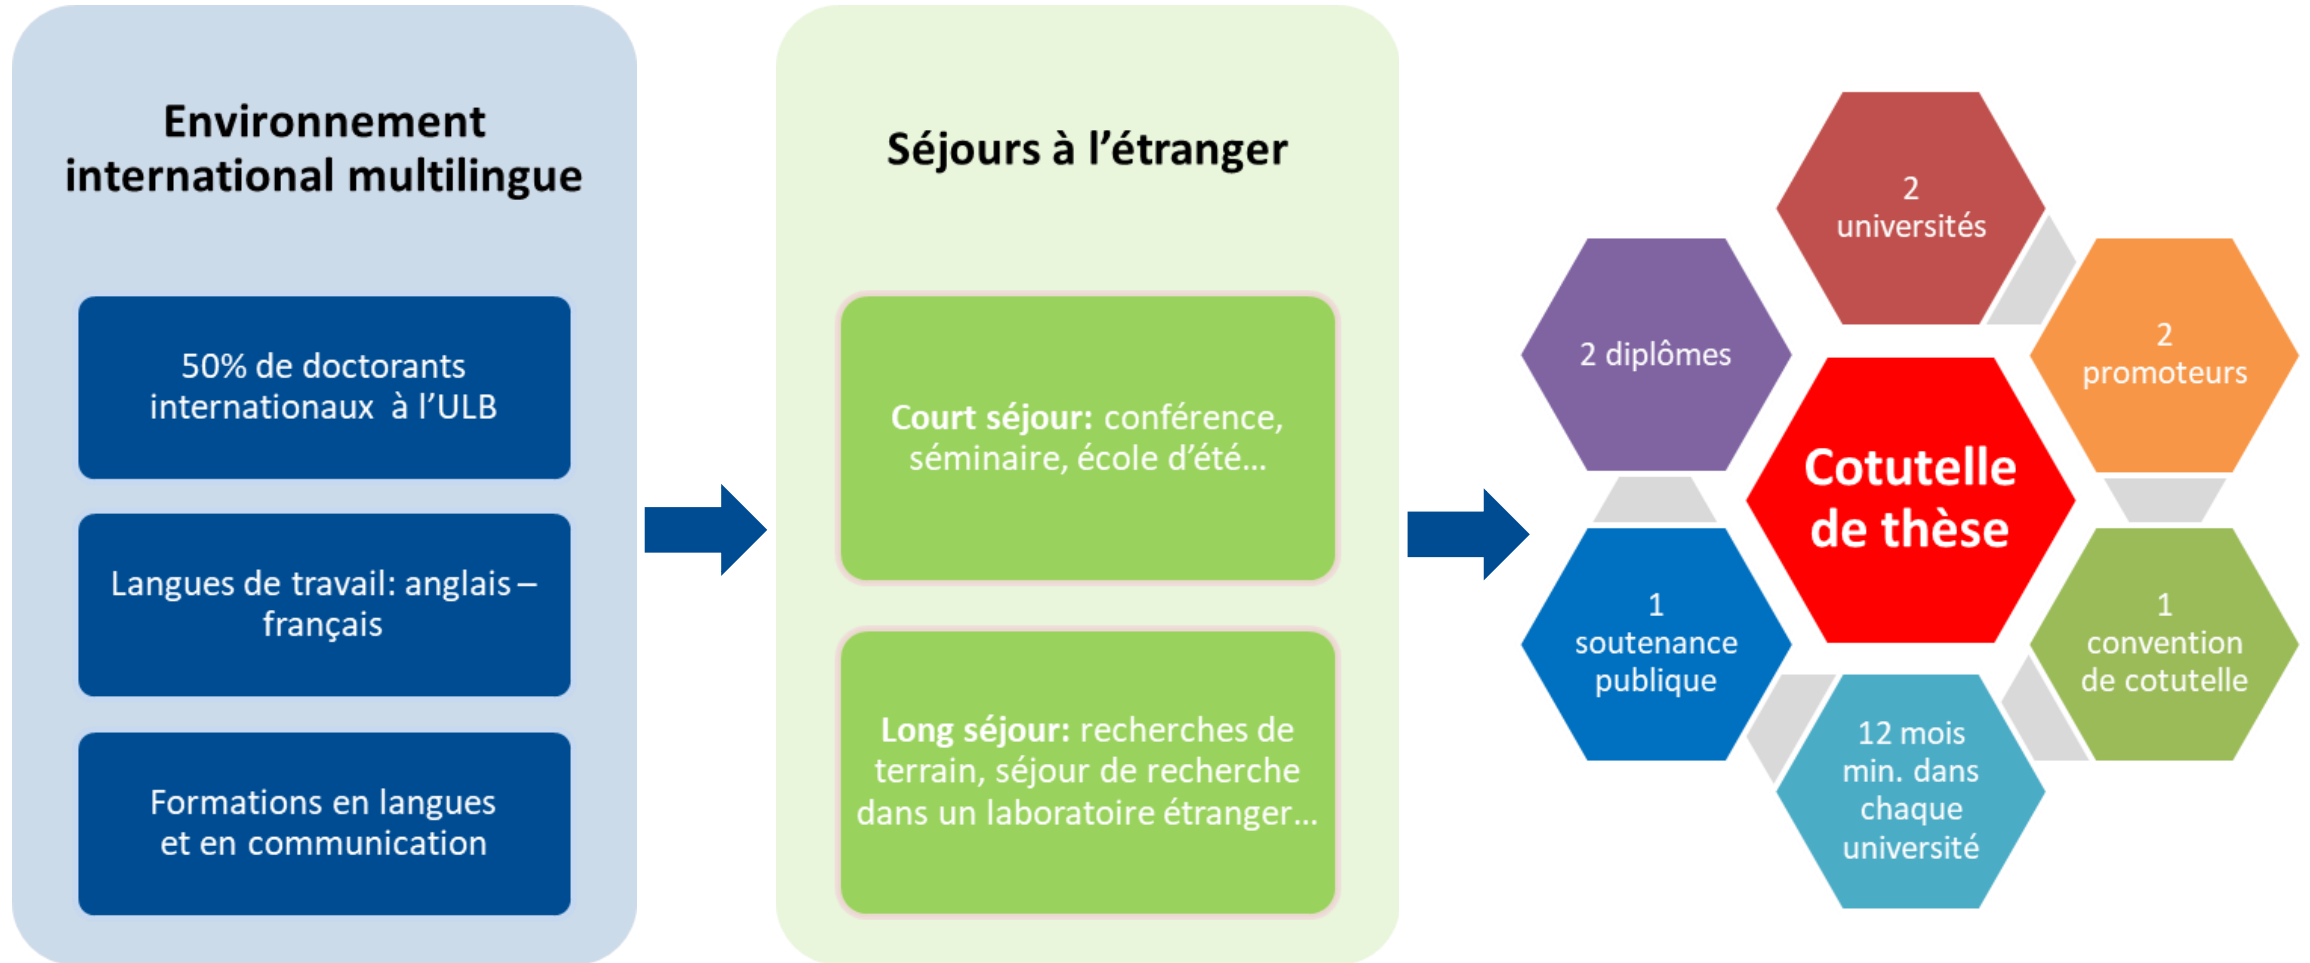 Environnement
international multilingue
50% de doctorants
internationaux à l’ULB
Langues de travail: anglais –
français
Formations en langues
et en communication
Séjours à l’étranger
Court séjour: conférence,
séminaire, école d’été…
Long séjour: recherches de
terrain, séjour de recherche
dans un laboratoire étranger…
Cotutelle
de thèse
2
universités
2
promoteurs
1
convention
de cotutelle
12 mois
min. dans
chaque
université
1
soutenance
publique
2 diplômes